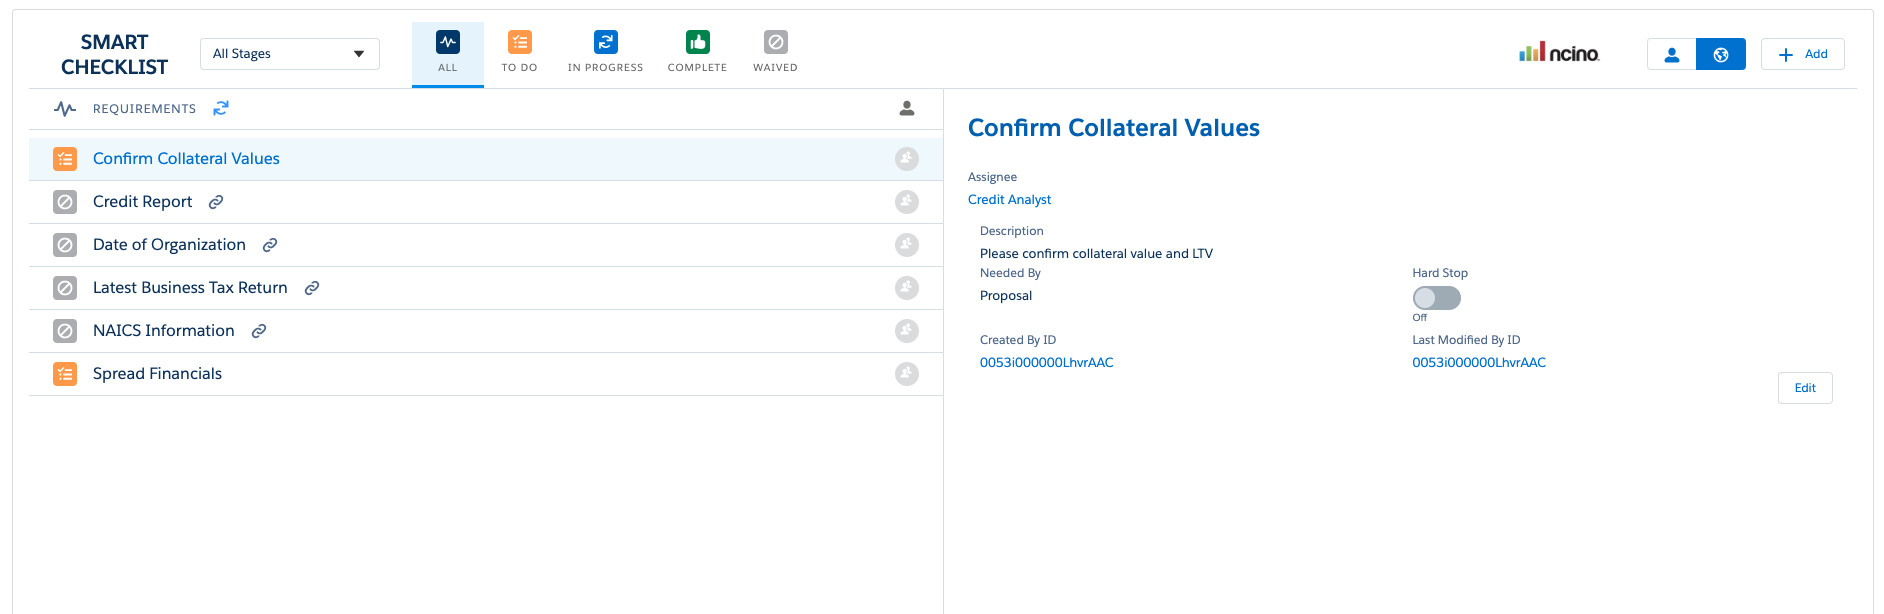 SMART
CHECKLIST
All Stages
ALL
TO DO
IN PROGRESS
COMPLETE
WAIVED
ncino
Add
REQUIREMENTS
Confirm Collateral Values
Credit Report
Date of Organization
Latest Business Tax Return
NAICS Information
Spread Financials
Confirm Collateral Values
Assignee
Credit Analyst
Description
Please confirm collateral value and LTV
Needed By
Hard Stop
Proposal
Off
Created By ID
Last Modified By ID
0053i000000LhvrAAC
0053i000000LhvrAAC
Edit